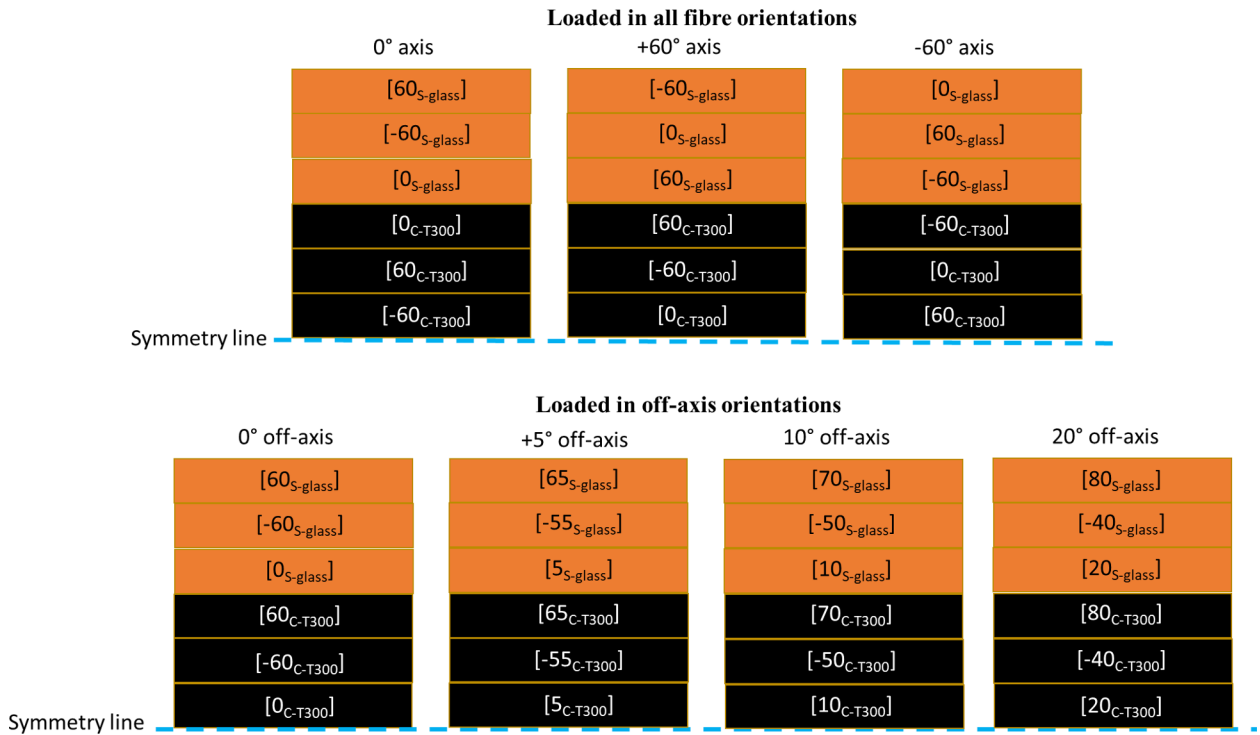 Loaded in all fibre orientations
0° axis +60° axis -60° axis
[60S-glass] [-60S-glass] [0S-glass]
[-60S-glass] [0S-glass] [60S-glass]
[0S-glass] [60S-glass] [-60S-glass]
[0C-T300] [60C-T300] [-60C-T300]
[60C-T300] [-60C-T300] [0C-T300]
[-60C-T300] [0C-T300] [60C-T300]
Symmetry line
Loaded in off-axis orientations
0° off-axis +5° off-axis 10° off-axis 20° off-axis
[60S-glass] [65S-glass] [70S-glass] [80S-glass]
[-60S-glass] [-55S-glass] [-50S-glass] [-40S-glass]
[0S-glass] [5S-glass] [10S-glass] [20S-glass]
[60C-T300] [65C-T300] [70C-T300] [80C-T300]
[-60C-T300] [-55C-T300] [-50C-T300] [-40C-T300]
[0C-T300] [5C-T300] [10C-T300] [20C-T300]
Symmetry line